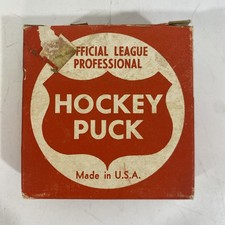 FFICIAL LEAGUE
PROFESSIONAL
HOCKEY
PUCK
Made in U.S.A.